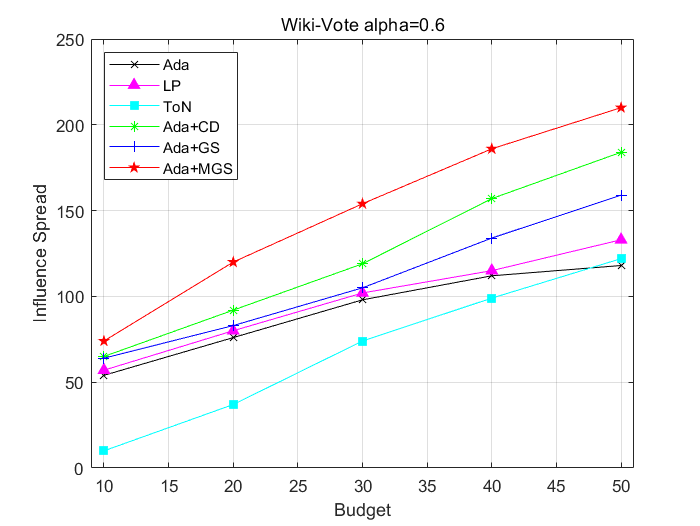 Wiki-Vote alpha=0.6
250
200
150
100
50
0
Influence Spread
Ada
LP
ToN
Ada+CD
Ada+GS
Ada+MGS
10 15 20 25 30 35 40 45 50
Budget